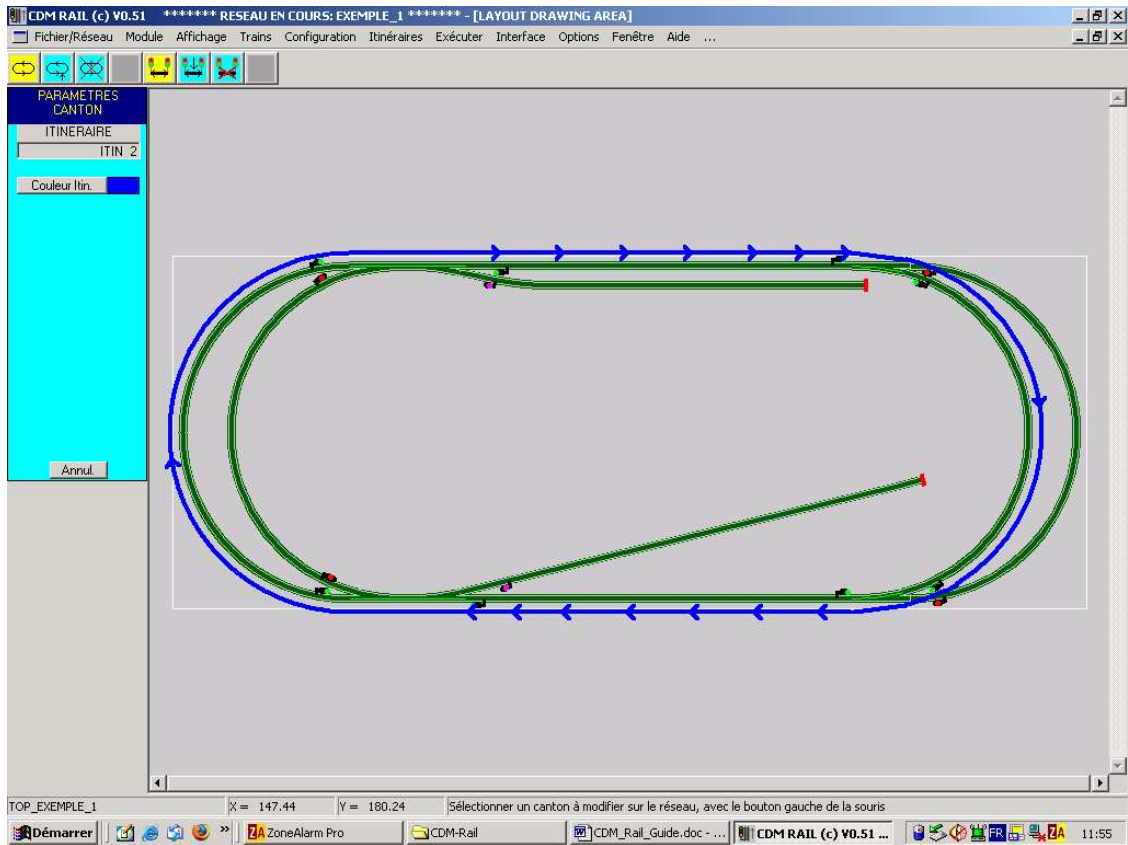 CDM RAIL (c) V0.51 ******* RESEAU EN COURS: EXEMPLE_1 ******* - [LAYOUT DRAWING AREA]
Fichier/Réseau Module Affichage Trains Configuration Itinéraires Exécuter Interface Options Fenêtre Aide ...
PARAMETRES
CANTON
ITINERAIRE
ITIN 2
Couleur Itin.
Annul.
TOP_EXEMPLE_1 X = 147.44 Y = 180.24 Sélectionner un canton à modifier sur le réseau, avec le bouton gauche de la souris
Démarrer » ZA ZoneAlarm Pro CDM-Rail CDM_Rail_Guide.doc - ... CDM RAIL (c) V0.51 ... FR ZA 11:55